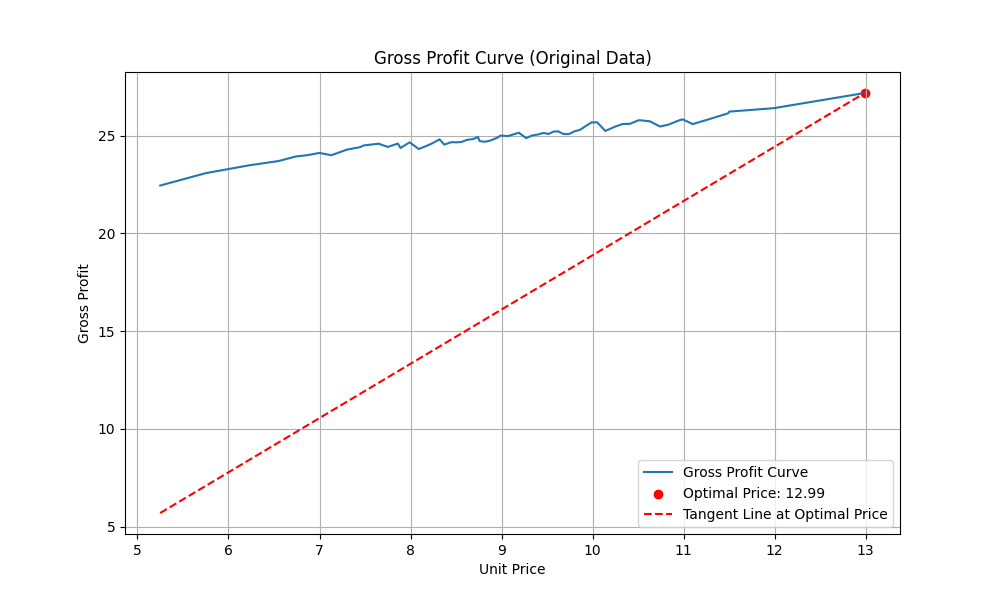 Gross Profit Curve (Original Data)
25
20
15
10
5
Gross Profit
5 6 7 8 9 10 11 12 13
Unit Price
Gross Profit Curve
Optimal Price: 12.99
Tangent Line at Optimal Price